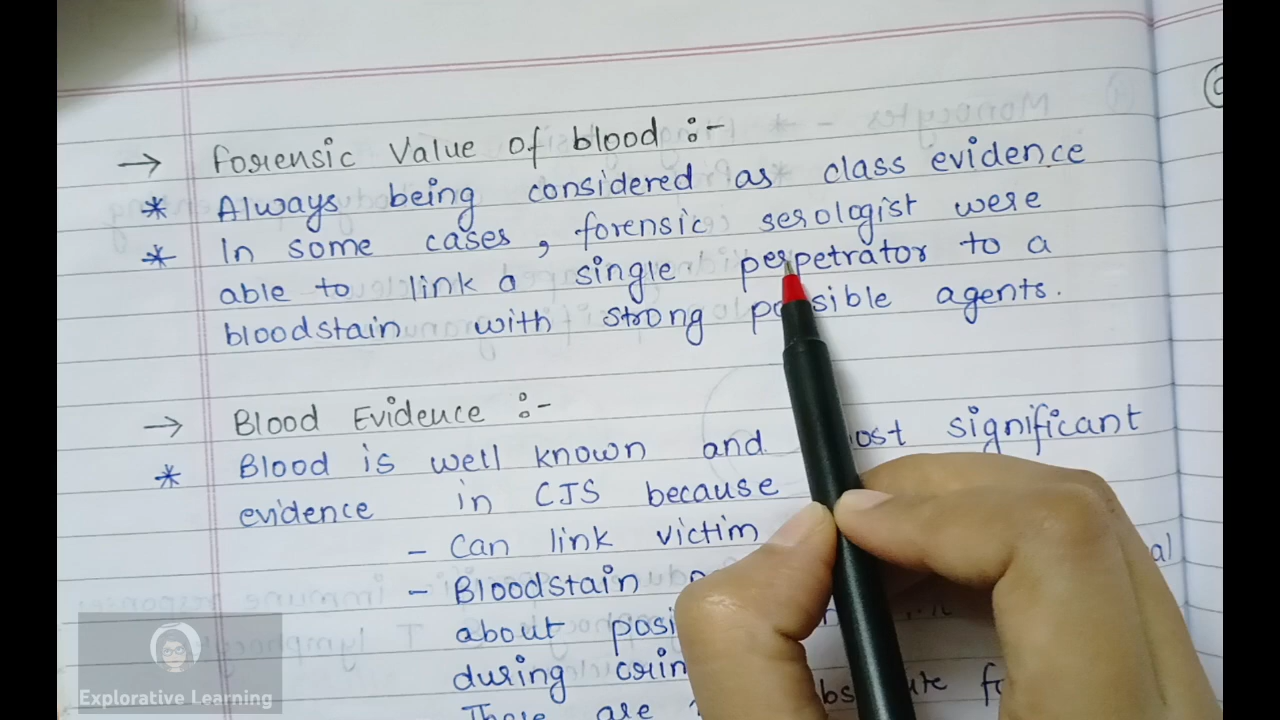 → Forensic Value of blood :-
* Always being considered as class evidence
* In some cases, forensic serologist were
able to link a single perpetrator to a
bloodstain with strong possible agents.
→ Blood Evidence :-
* Blood is well known and most significant
evidence in CJS because
- Can link victim
- Bloodstain
about
during
There are
Explorative Learning